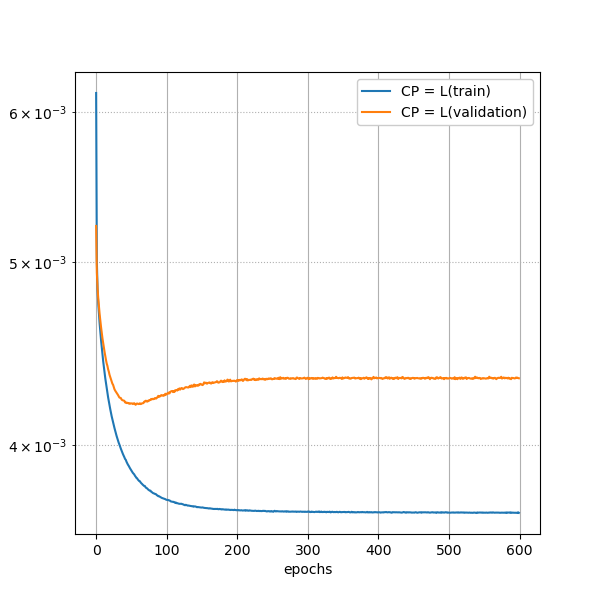 CP = L(train)
CP = L(validation)
6 × 10⁻³
5 × 10⁻³
4 × 10⁻³
0 100 200 300 400 500 600
epochs